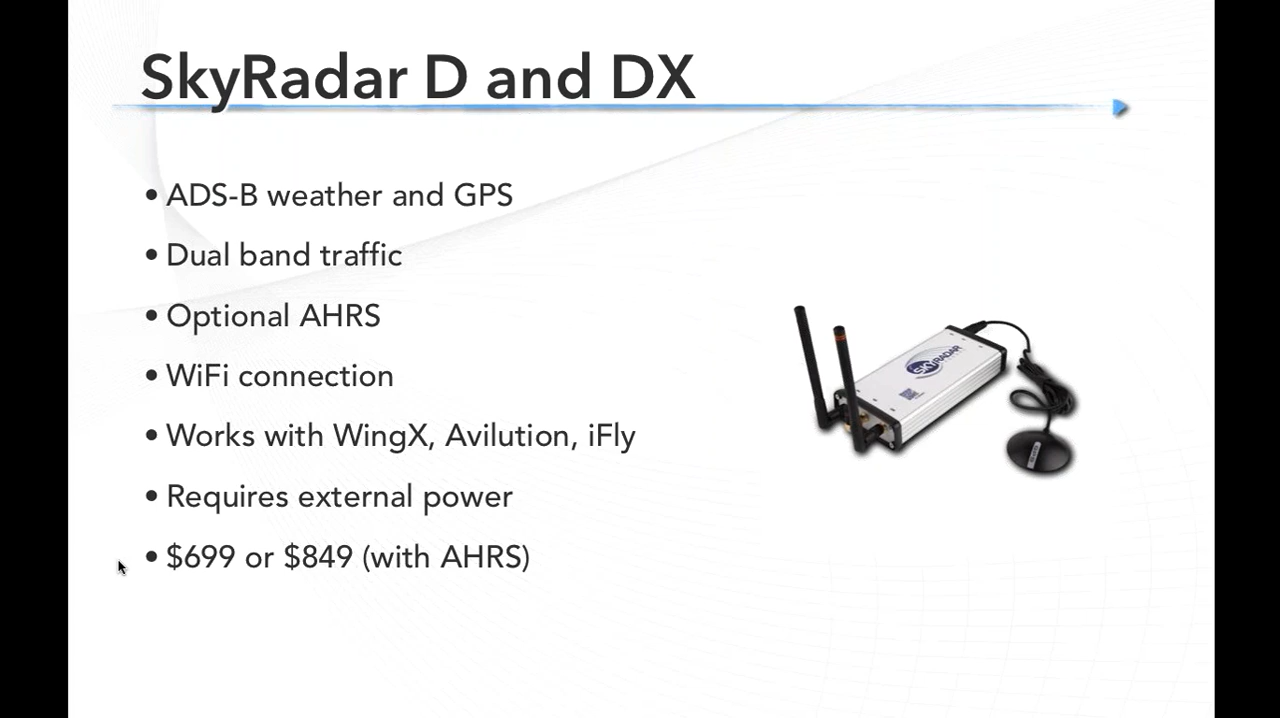 SkyRadar D and DX
• ADS-B weather and GPS
• Dual band traffic
• Optional AHRS
• WiFi connection
• Works with WingX, Avilution, iFly
• Requires external power
• $699 or $849 (with AHRS)
SKYRADAR